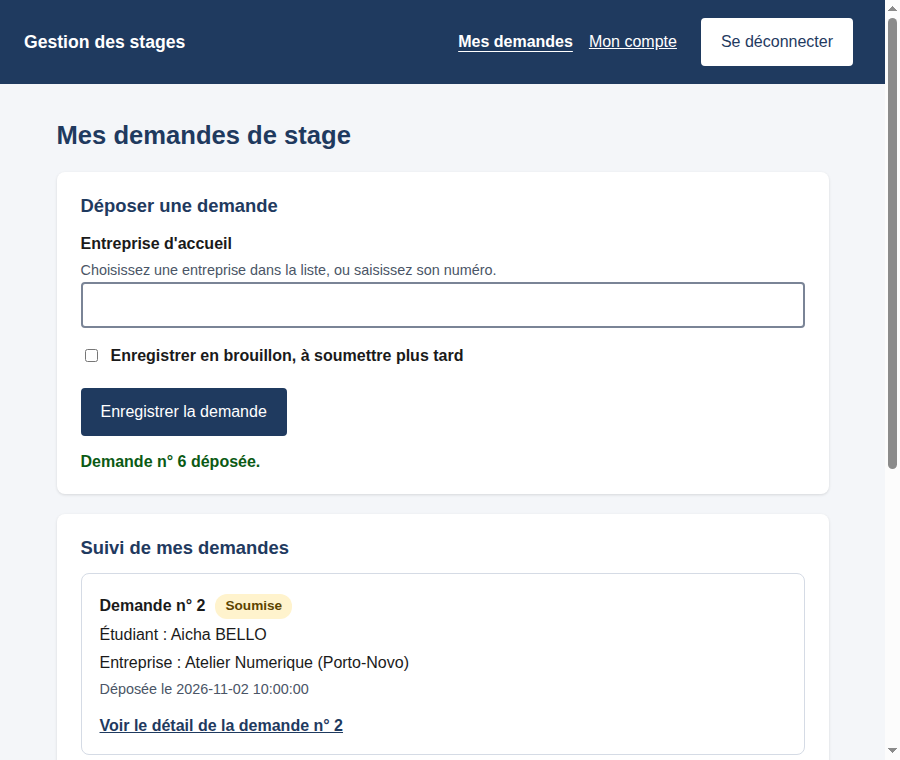 Gestion des stages
Mes demandes
Mon compte
Se déconnecter
Mes demandes de stage
Déposer une demande
Entreprise d'accueil
Choisissez une entreprise dans la liste, ou saisissez son numéro.
Enregistrer en brouillon, à soumettre plus tard
Enregistrer la demande
Demande n° 6 déposée.
Suivi de mes demandes
Demande n° 2 Soumise
Étudiant : Aicha BELLO
Entreprise : Atelier Numerique (Porto-Novo)
Déposée le 2026-11-02 10:00:00
Voir le détail de la demande n° 2